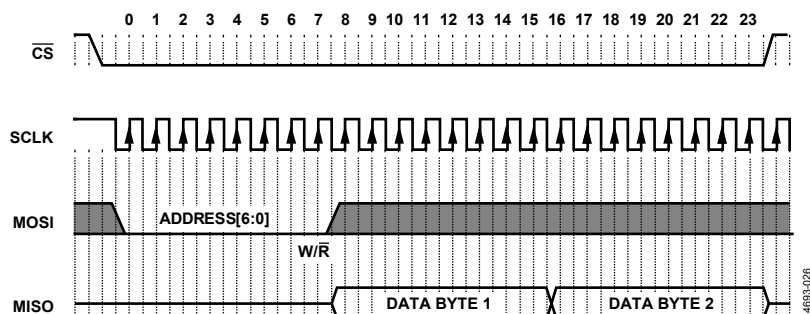 0 1 2 3 4 5 6 7 8 9 10 11 12 13 14 15 16 17 18 19 20 21 22 23
CS
SCLK
MOSI
ADDRESS[6:0]
W/R
MISO
DATA BYTE 1
DATA BYTE 2
4693-026